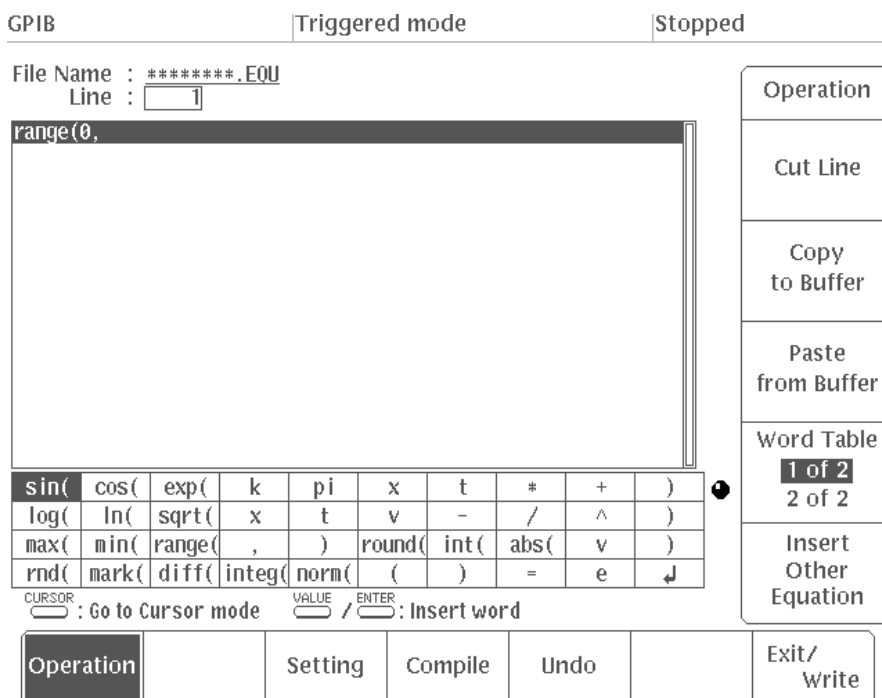 GPIB Triggered mode Stopped
File Name : ********.EQU
Line : 1
range(0,
sin( cos( exp( k pi x t * + )
log( ln( sqrt( x t v - / ^ )
max( min( range( , ) round( int( abs( v )
rnd( mark( diff( integ( norm( ( ) = e ↲
CURSOR : Go to Cursor mode VALUE / ENTER : Insert word
Operation
Cut Line
Copy
to Buffer
Paste
from Buffer
Word Table
1 of 2
2 of 2
Insert
Other
Equation
Operation Setting Compile Undo Exit/
Write